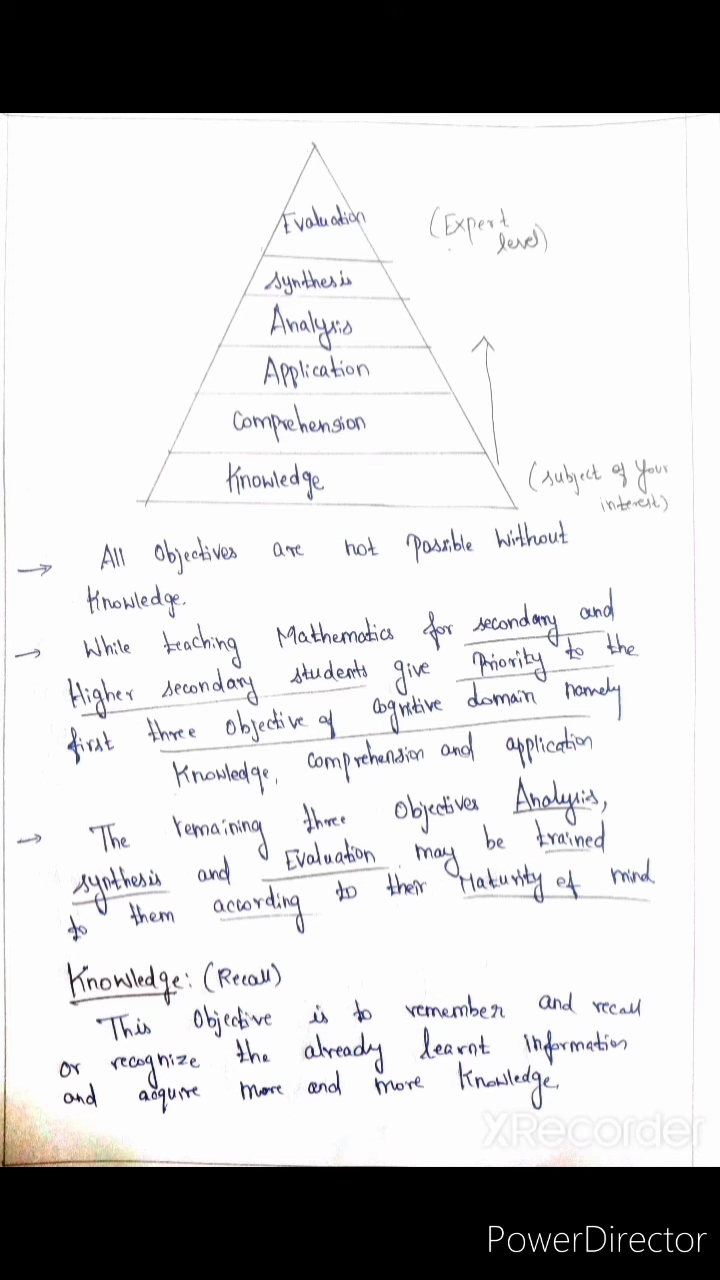 Evaluation
(Expert
level)
synthesis
Analysis
Application
Comprehension
Knowledge
(subject of your
interest)
→ All objectives are not possible without
Knowledge.
→ While teaching Mathematics for secondary and
Higher secondary students give Priority to the
first three objective of cognitive domain namely
Knowledge, comprehension and application
→ The remaining three objectives Analysis,
synthesis and Evaluation may be trained
to them according to their Maturity of mind
Knowledge: (Recall)
This objective is to remember and recall
or recognize the already learnt information
and acquire more and more Knowledge.
XRecorder
PowerDirector